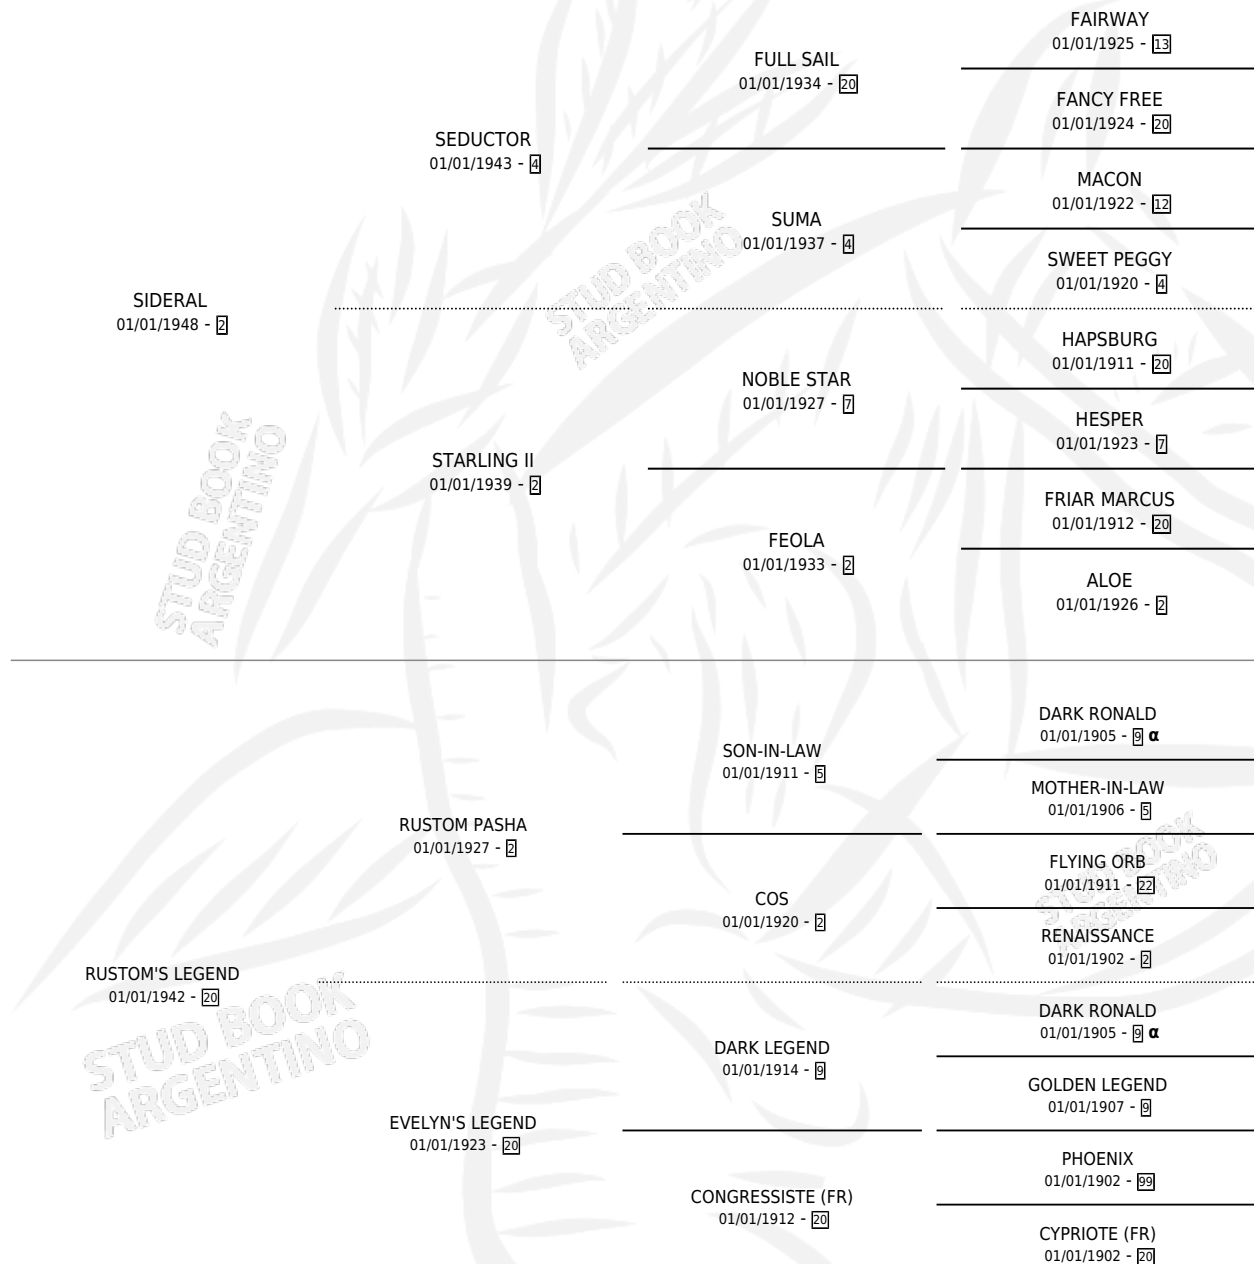 FAIRWAY
01/01/1925 - 13
FULL SAIL
01/01/1934 - 20
FANCY FREE
01/01/1924 - 20
SEDUCTOR
01/01/1943 - 4
MACON
01/01/1922 - 12
SUMA
01/01/1937 - 4
SWEET PEGGY
01/01/1920 - 4
SIDERAL
01/01/1948 - 2
HAPSBURG
01/01/1911 - 20
NOBLE STAR
01/01/1927 - 7
HESPER
01/01/1923 - 7
STARLING II
01/01/1939 - 2
FRIAR MARCUS
01/01/1912 - 20
FEOLA
01/01/1933 - 2
ALOE
01/01/1926 - 2
DARK RONALD
01/01/1905 - 9 α
SON-IN-LAW
01/01/1911 - 5
MOTHER-IN-LAW
01/01/1906 - 5
RUSTOM PASHA
01/01/1927 - 2
FLYING ORB
01/01/1911 - 22
COS
01/01/1920 - 2
RENAISSANCE
01/01/1902 - 2
RUSTOM'S LEGEND
01/01/1942 - 20
DARK RONALD
01/01/1905 - 9 α
DARK LEGEND
01/01/1914 - 9
GOLDEN LEGEND
01/01/1907 - 9
EVELYN'S LEGEND
01/01/1923 - 20
PHOENIX
01/01/1902 - 99
CONGRESSISTE (FR)
01/01/1912 - 20
CYPRIOTE (FR)
01/01/1902 - 20
STUD BOOK
ARGENTINO
STUD BOOK
ARGENTINO
STUD BOOK
ARGENTINO
STUD BOOK
ARGENTINO